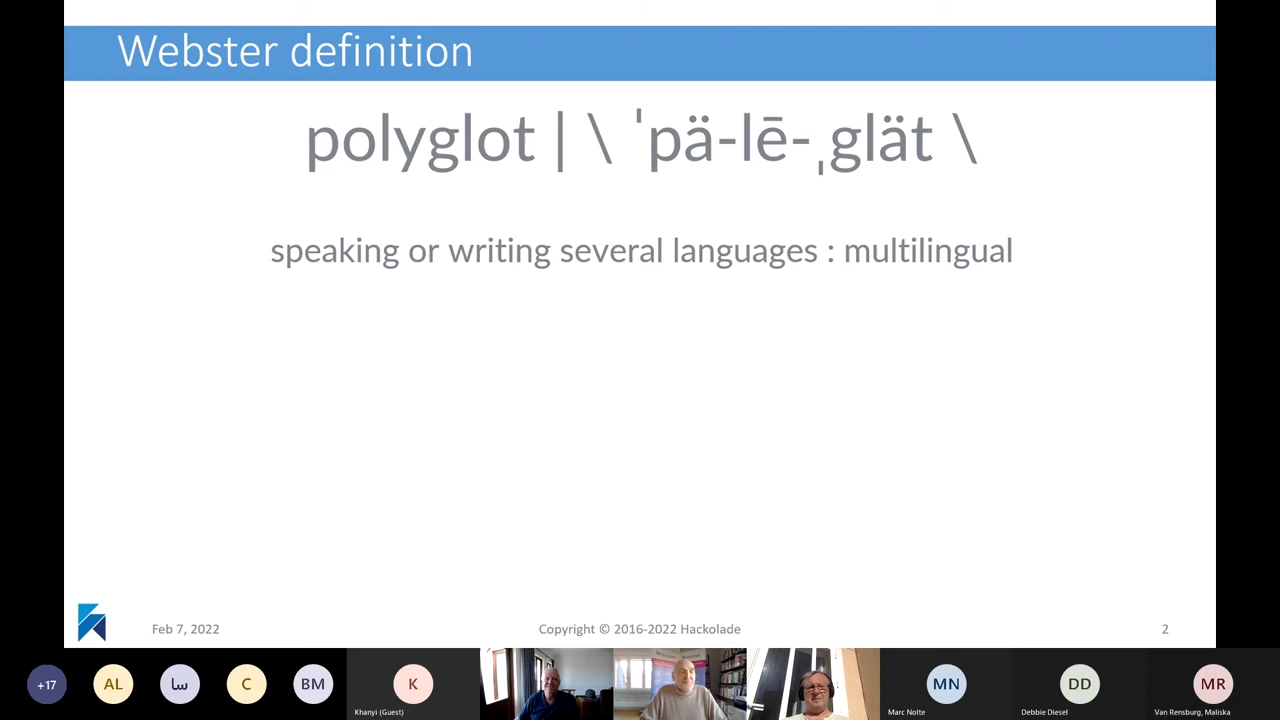 Webster definition
polyglot | \ ˈpä-lē-ˌglät \
speaking or writing several languages : multilingual
Feb 7, 2022
Copyright © 2016-2022 Hackolade
2
+17
AL
سا
C
BM
K
MN
DD
MR
Khanyi (Guest)
Marc Nolte
Debbie Diesel
Van Rensburg, Maliska